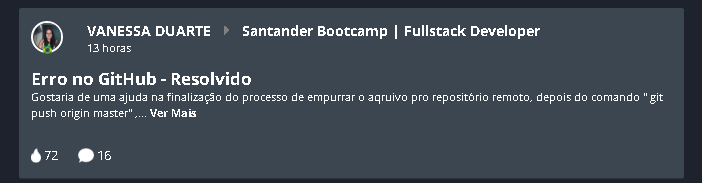 VANESSA DUARTE Santander Bootcamp | Fullstack Developer
13 horas
Erro no GitHub - Resolvido
Gostaria de uma ajuda na finalização do processo de empurrar o aqruivo pro repositório remoto, depois do comando " git
push origin master" ,... Ver Mais
72 16